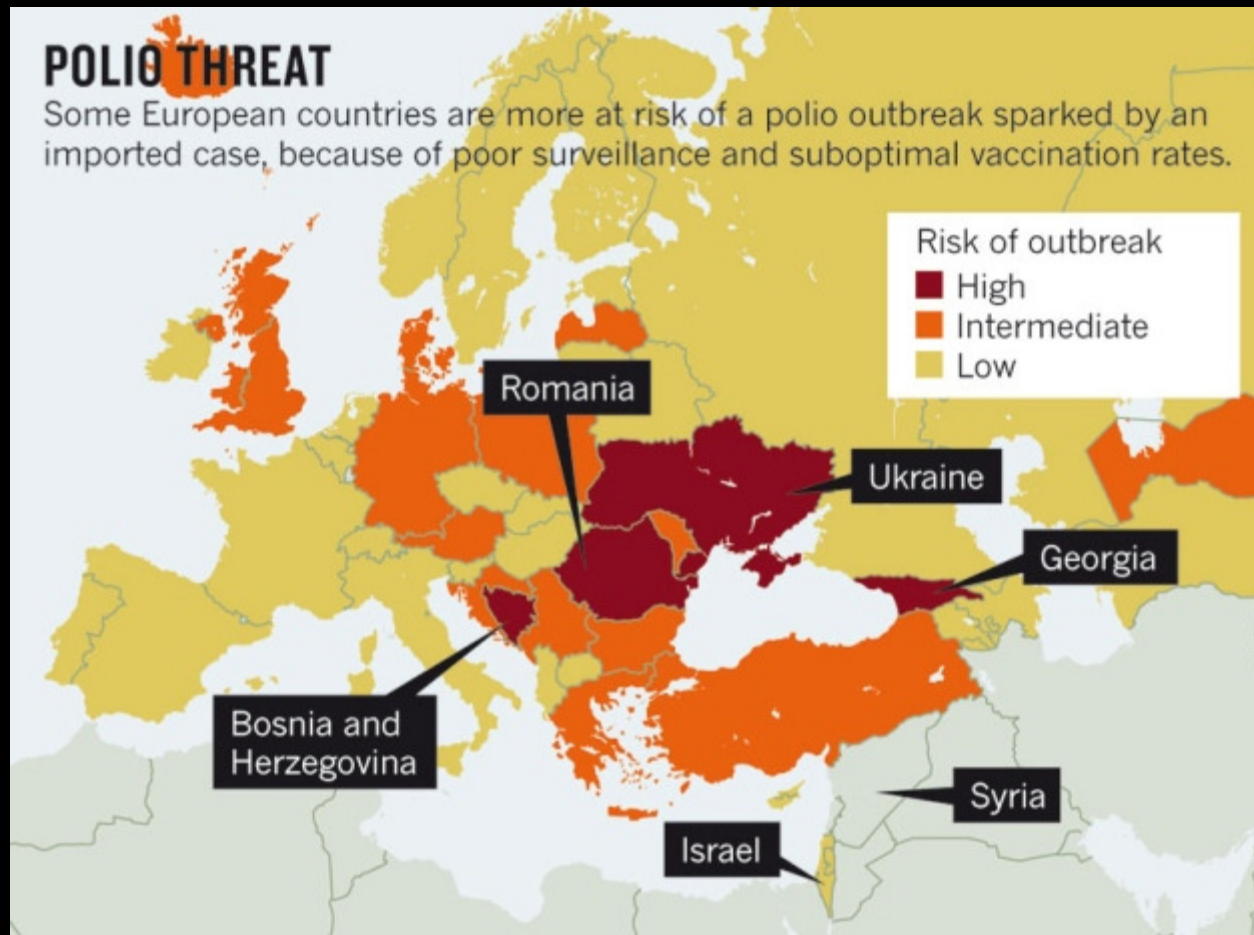 POLIO THREAT
Some European countries are more at risk of a polio outbreak sparked by an
imported case, because of poor surveillance and suboptimal vaccination rates.
Risk of outbreak
High
Intermediate
Low
Romania
Ukraine
Georgia
Bosnia and
Herzegovina
Syria
Israel